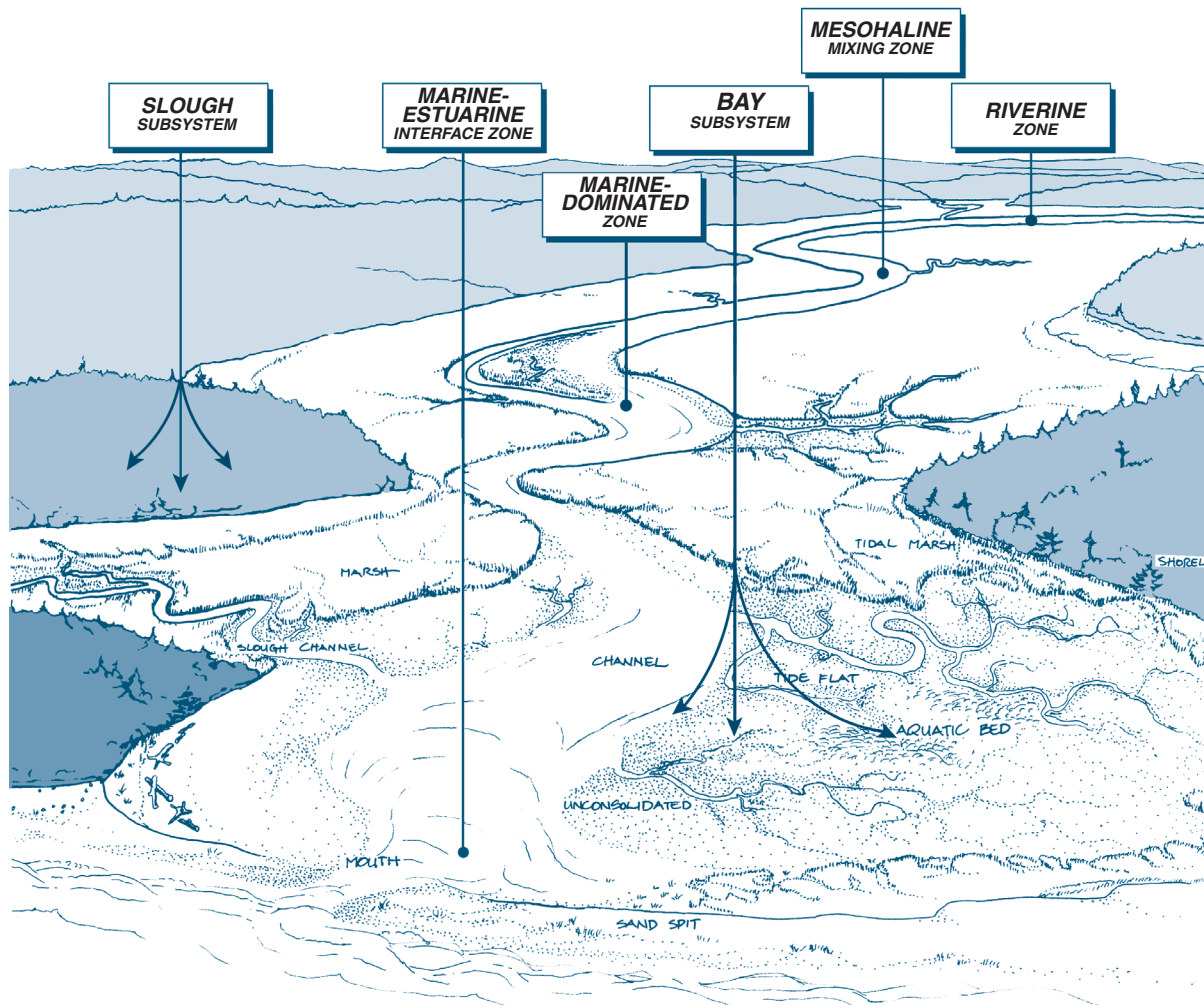 MESOHALINE
MIXING ZONE
SLOUGH
SUBSYSTEM
MARINE-
ESTUARINE
INTERFACE ZONE
BAY
SUBSYSTEM
RIVERINE
ZONE
MARINE-
DOMINATED
ZONE
TIDAL MARSH
SHOREL
MARSH
SLOUGH CHANNEL
CHANNEL
TIDE FLAT
AQUATIC BED
UNCONSOLIDATED
MOUTH
SAND SPIT